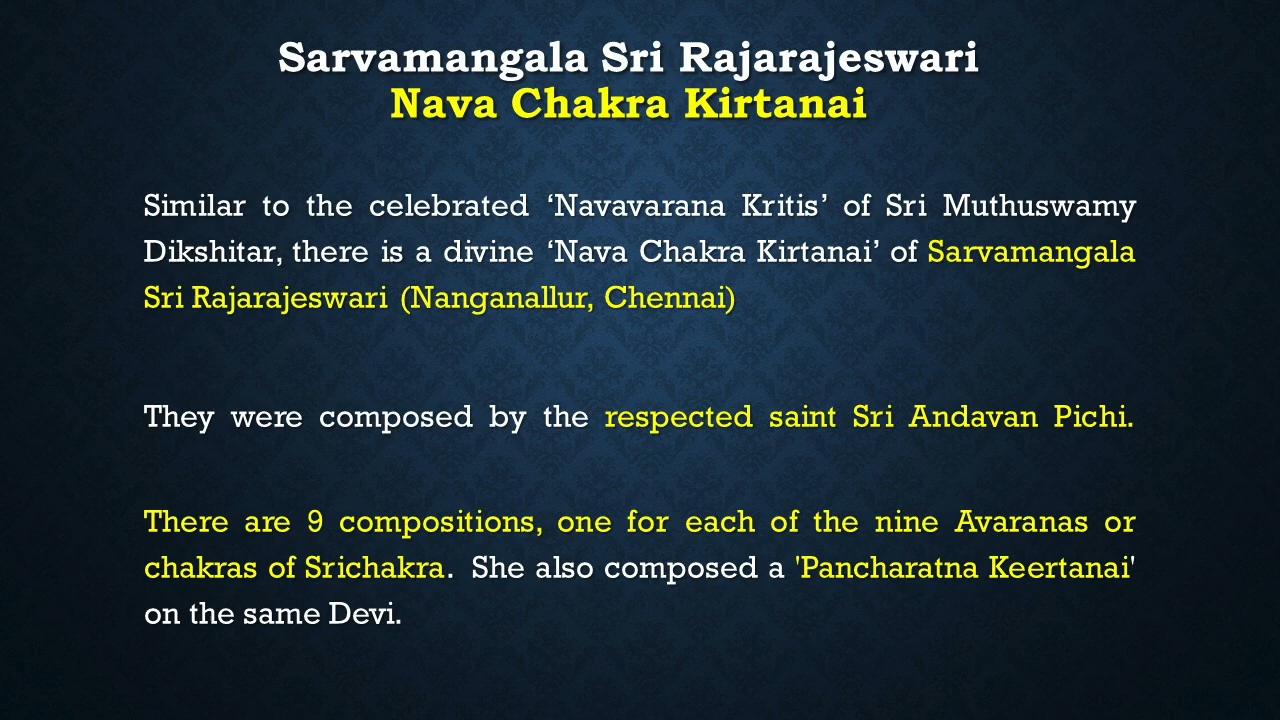 Sarvamangala Sri Rajarajeswari
Nava Chakra Kirtanai
Similar to the celebrated ‘Navavarana Kritis’ of Sri Muthuswamy
Dikshitar, there is a divine ‘Nava Chakra Kirtanai’ of Sarvamangala
Sri Rajarajeswari (Nanganallur, Chennai)
They were composed by the respected saint Sri Andavan Pichi.
There are 9 compositions, one for each of the nine Avaranas or
chakras of Srichakra. She also composed a 'Pancharatna Keertanai'
on the same Devi.